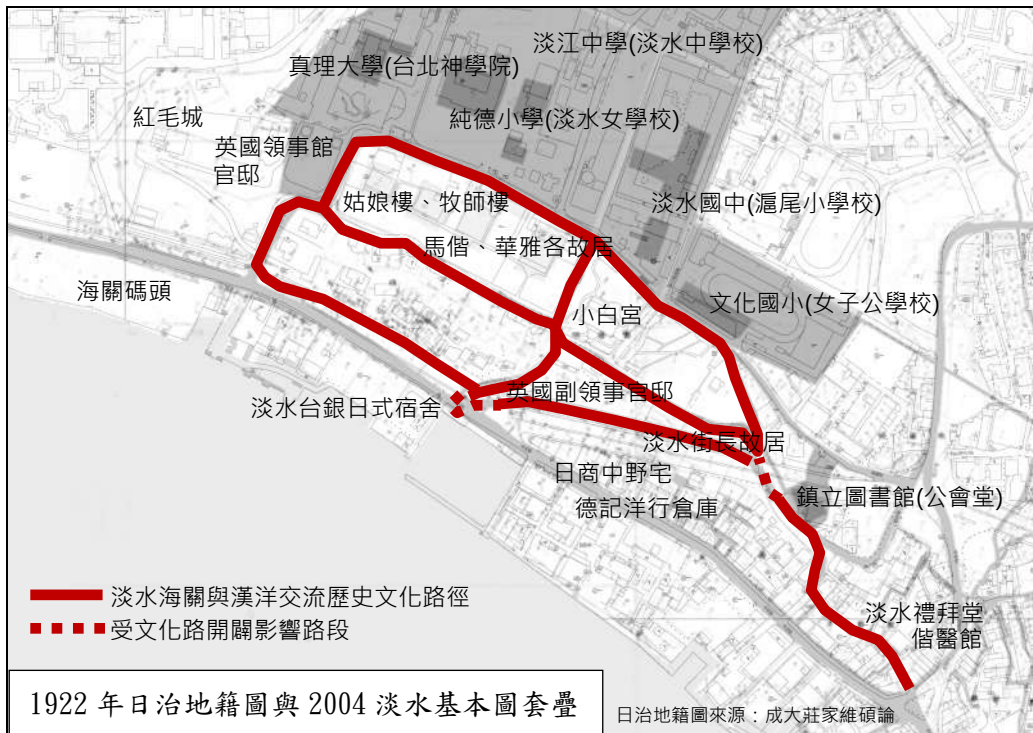 淡江中學(淡水中學校)
真理大學(台北神學院)
紅毛城
純德小學(淡水女學校)
英國領事館
官邸
姑娘樓、牧師樓
淡水國中(滬尾小學校)
馬偕、華雅各故居
海關碼頭
文化國小(女子公學校)
小白宮
英國副領事官邸
淡水台銀日式宿舍
淡水街長故居
日商中野宅
德記洋行倉庫
鎮立圖書館(公會堂)
淡水海關與漢洋交流歷史文化路徑
受文化路開闢影響路段
淡水禮拜堂
偕醫館
1922 年日治地籍圖與 2004 淡水基本圖套疊
日治地籍圖來源：成大莊家維碩論